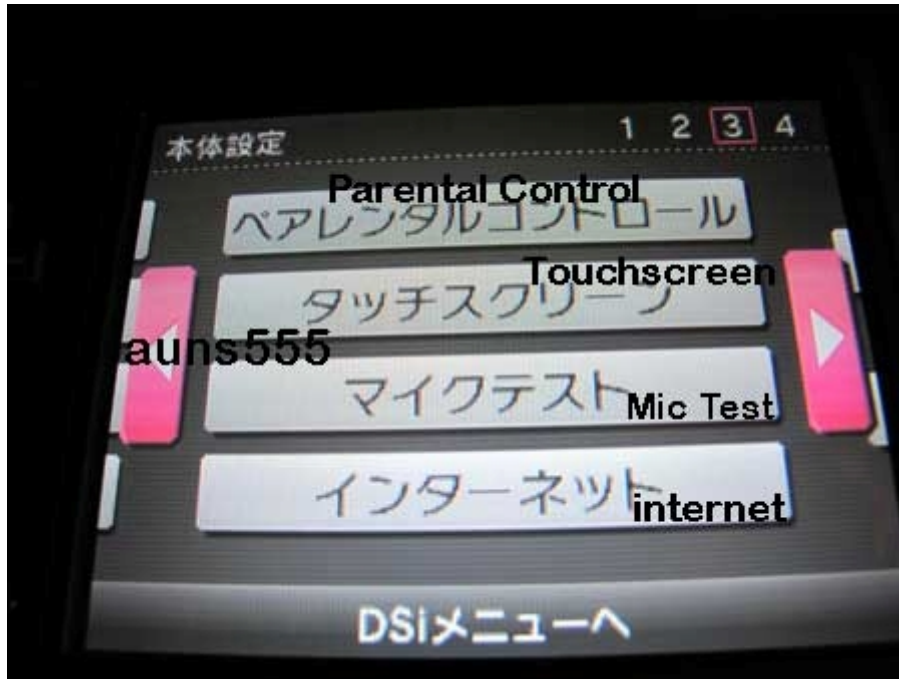 本体設定 1 2 3 4
Parental Control
ペアレンタルコントロール
Touchscreen
タッチスクリーン
auns555
マイクテスト
Mic Test
インターネット
internet
DSiメニューへ